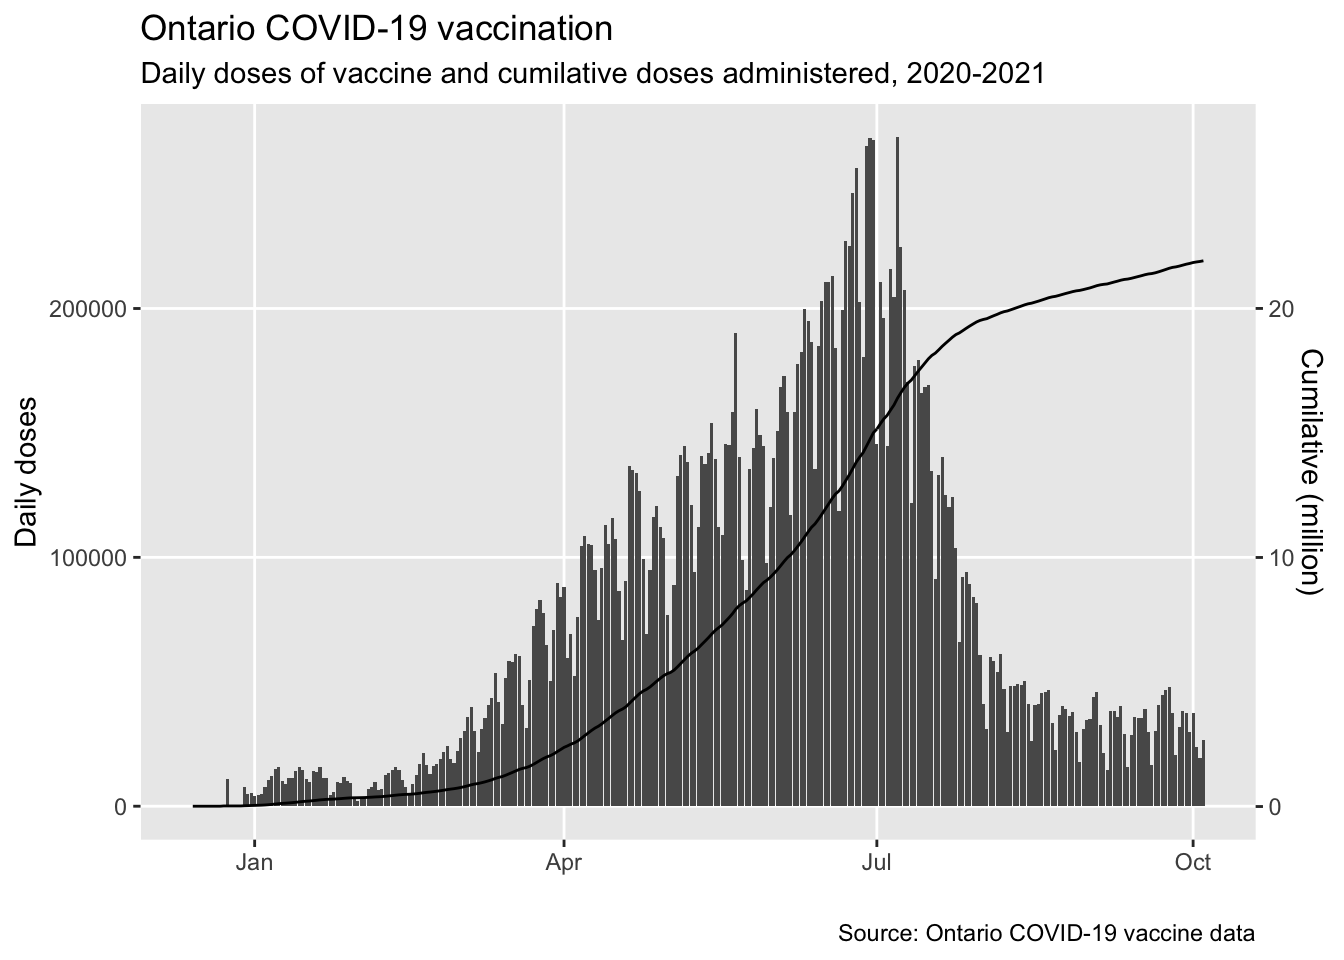 Ontario COVID-19 vaccination
Daily doses of vaccine and cumilative doses administered, 2020-2021
Daily doses
200000
100000
0
20
10
0
Cumilative (million)
Jan
Apr
Jul
Oct
Source: Ontario COVID-19 vaccine data